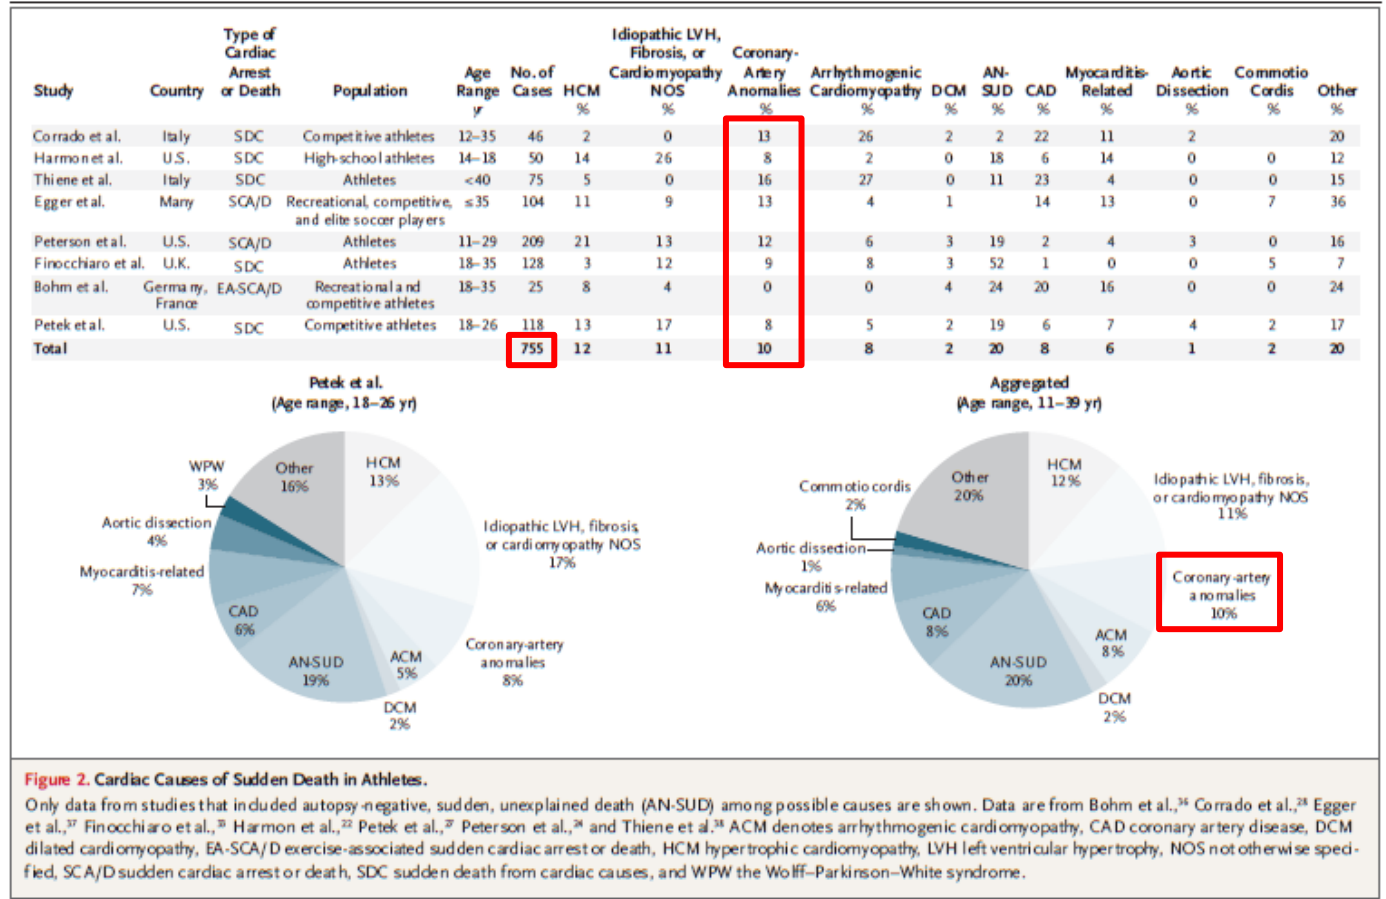 Study Country Type of Cardiac Arrest or Death Population Age Range yr No. of Cases HCM % Idiopathic LVH, Fibrosis, or Cardiomyopathy NOS % Coronary-Artery Anomalies % Arrhythmogenic Cardiomyopathy % DCM % AN-SUD % CAD % Myocarditis-Related % Aortic Dissection % Commotio Cordis % Other %
Corrado et al. Italy SDC Competitive athletes 12–35 46 2 0 13 26 2 2 22 11 2 20
Harmon et al. U.S. SDC High-school athletes 14–18 50 14 26 8 2 0 18 6 14 0 0 12
Thiene et al. Italy SDC Athletes <40 75 5 0 16 27 0 11 23 4 0 0 15
Egger et al. Many SCA/D Recreational, competitive, and elite soccer players ≤35 104 11 9 13 4 1 14 13 0 7 36
Peterson et al. U.S. SCA/D Athletes 11–29 209 21 13 12 6 3 19 2 4 3 0 16
Finocchiaro et al. U.K. SDC Athletes 18–35 128 3 12 9 8 3 52 1 0 0 5 7
Bohm et al. Germany, France EA-SCA/D Recreational and competitive athletes 18–35 25 8 4 0 0 4 24 20 16 0 0 24
Petek et al. U.S. SDC Competitive athletes 18–26 118 13 17 8 5 2 19 6 7 4 2 17
Total 755 12 11 10 8 2 20 8 6 1 2 20
Petek et al.
(Age range, 18–26 yr)
HCM
13%
Idiopathic LVH, fibrosis,
or cardiomyopathy NOS
17%
Coronary-artery
anomalies
8%
ACM
5%
DCM
2%
AN-SUD
19%
CAD
6%
Myocarditis-related
7%
Aortic dissection
4%
WPW
3%
Other
16%
Aggregated
(Age range, 11–39 yr)
HCM
12%
Idiopathic LVH, fibrosis,
or cardiomyopathy NOS
11%
Coronary-artery
anomalies
10%
ACM
8%
DCM
2%
AN-SUD
20%
CAD
8%
Myocarditis-related
6%
Aortic dissection
1%
Commotio cordis
2%
Other
20%
Figure 2. Cardiac Causes of Sudden Death in Athletes.
Only data from studies that included autopsy-negative, sudden, unexplained death (AN-SUD) among possible causes are shown. Data are from Bohm et al., Corrado et al., Egger
et al., Finocchiaro et al., Harmon et al., Petek et al., Peterson et al., and Thiene et al. ACM denotes arrhythmogenic cardiomyopathy, CAD coronary artery disease, DCM
dilated cardiomyopathy, EA-SCA/D exercise-associated sudden cardiac arrest or death, HCM hypertrophic cardiomyopathy, LVH left ventricular hypertrophy, NOS not otherwise speci-
fied, SCA/D sudden cardiac arrest or death, SDC sudden death from cardiac causes, and WPW the Wolff–Parkinson–White syndrome.